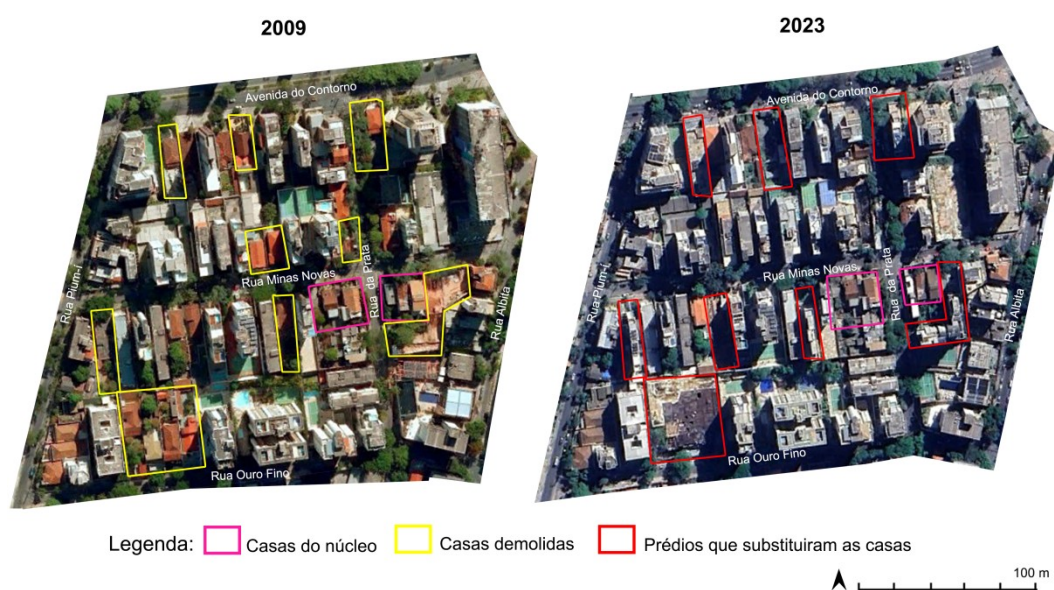 2009
2023
Avenida do Contorno
Rua Pium-í
Rua Minas Novas
Rua da Prata
Rua Albita
Rua Ouro Fino
Avenida do Contorno
Rua Pium-í
Rua Minas Novas
Rua da Prata
Rua Albita
Rua Ouro Fino
Legenda:
Casas do núcleo
Casas demolidas
Prédios que substituiram as casas
100 m